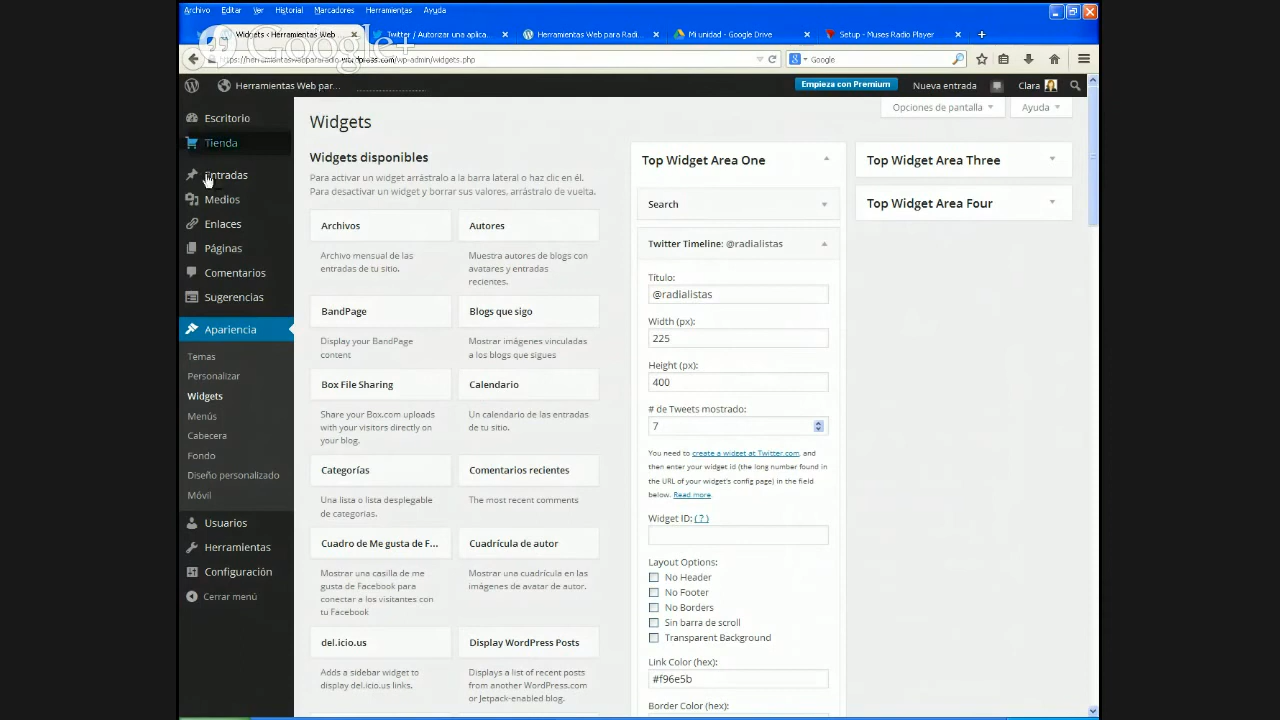 Archivo Editar Ver Historial Marcadores Herramientas Ayuda
Widgets ‹ Herramientas Web
Twitter / Autorizar una aplica...
Herramientas Web para Radi...
Mi unidad - Google Drive
Setup - Muses Radio Player
Google+
https://herramientaswebpararadio.wordpress.com/wp-admin/widgets.php
Google
Herramientas Web par...
Empieza con Premium
Nueva entrada
Clara
Opciones de pantalla
Ayuda
Escritorio
Tienda
Entradas
Medios
Enlaces
Páginas
Comentarios
Sugerencias
Apariencia
Temas
Personalizar
Widgets
Menús
Cabecera
Fondo
Diseño personalizado
Móvil
Usuarios
Herramientas
Configuración
Cerrar menú
Widgets
Widgets disponibles
Para activar un widget arrástralo a la barra lateral o haz clic en él.
Para desactivar un widget y borrar sus valores, arrástralo de vuelta.
Archivos
Archivo mensual de las
entradas de tu sitio.
Autores
Muestra autores de blogs con
avatares y entradas
recientes.
BandPage
Display your BandPage
content
Blogs que sigo
Mostrar imágenes vinculadas
a los blogs que sigues
Box File Sharing
Share your Box.com uploads
with your visitors directly on
your blog.
Calendario
Un calendario de las entradas
de tu sitio.
Categorías
Una lista o lista desplegable
de categorías.
Comentarios recientes
The most recent comments
Cuadro de Me gusta de F...
Mostrar una casilla de me
gusta de Facebook para
conectar a los visitantes con
tu Facebook
Cuadrícula de autor
Mostrar una cuadrícula en las
imágenes de avatar de autor.
del.icio.us
Adds a sidebar widget to
display del.icio.us links.
Display WordPress Posts
Displays a list of recent posts
from another WordPress.com
or Jetpack-enabled blog.
Top Widget Area One
Search
Twitter Timeline: @radialistas
Título:
@radialistas
Width (px):
225
Height (px):
400
# de Tweets mostrado:
7
You need to create a widget at Twitter.com, and
then enter your widget id (the long number found in
the URL of your widget's config page) in the field
below. Read more.
Widget ID: ( ? )
Layout Options:
No Header
No Footer
No Borders
Sin barra de scroll
Transparent Background
Link Color (hex):
#f96e5b
Border Color (hex):
Top Widget Area Three
Top Widget Area Four